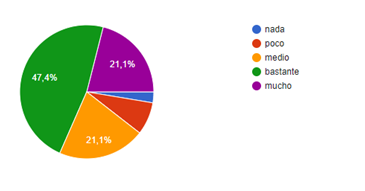 47,4%
21,1%
21,1%
nada
poco
medio
bastante
mucho